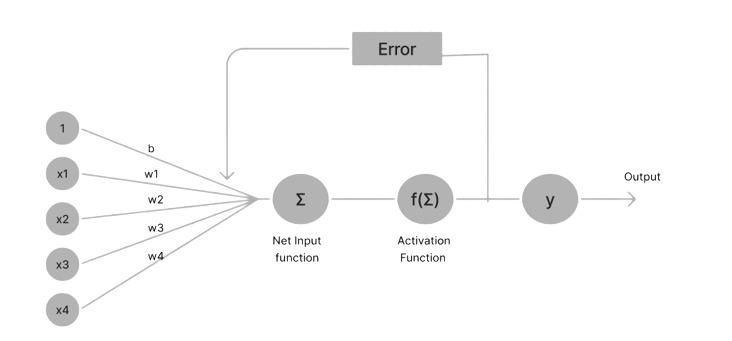 Error
1
b
x1
w1
x2
w2
x3
w3
x4
w4
Σ
Net Input
function
f(Σ)
Activation
Function
y
Output